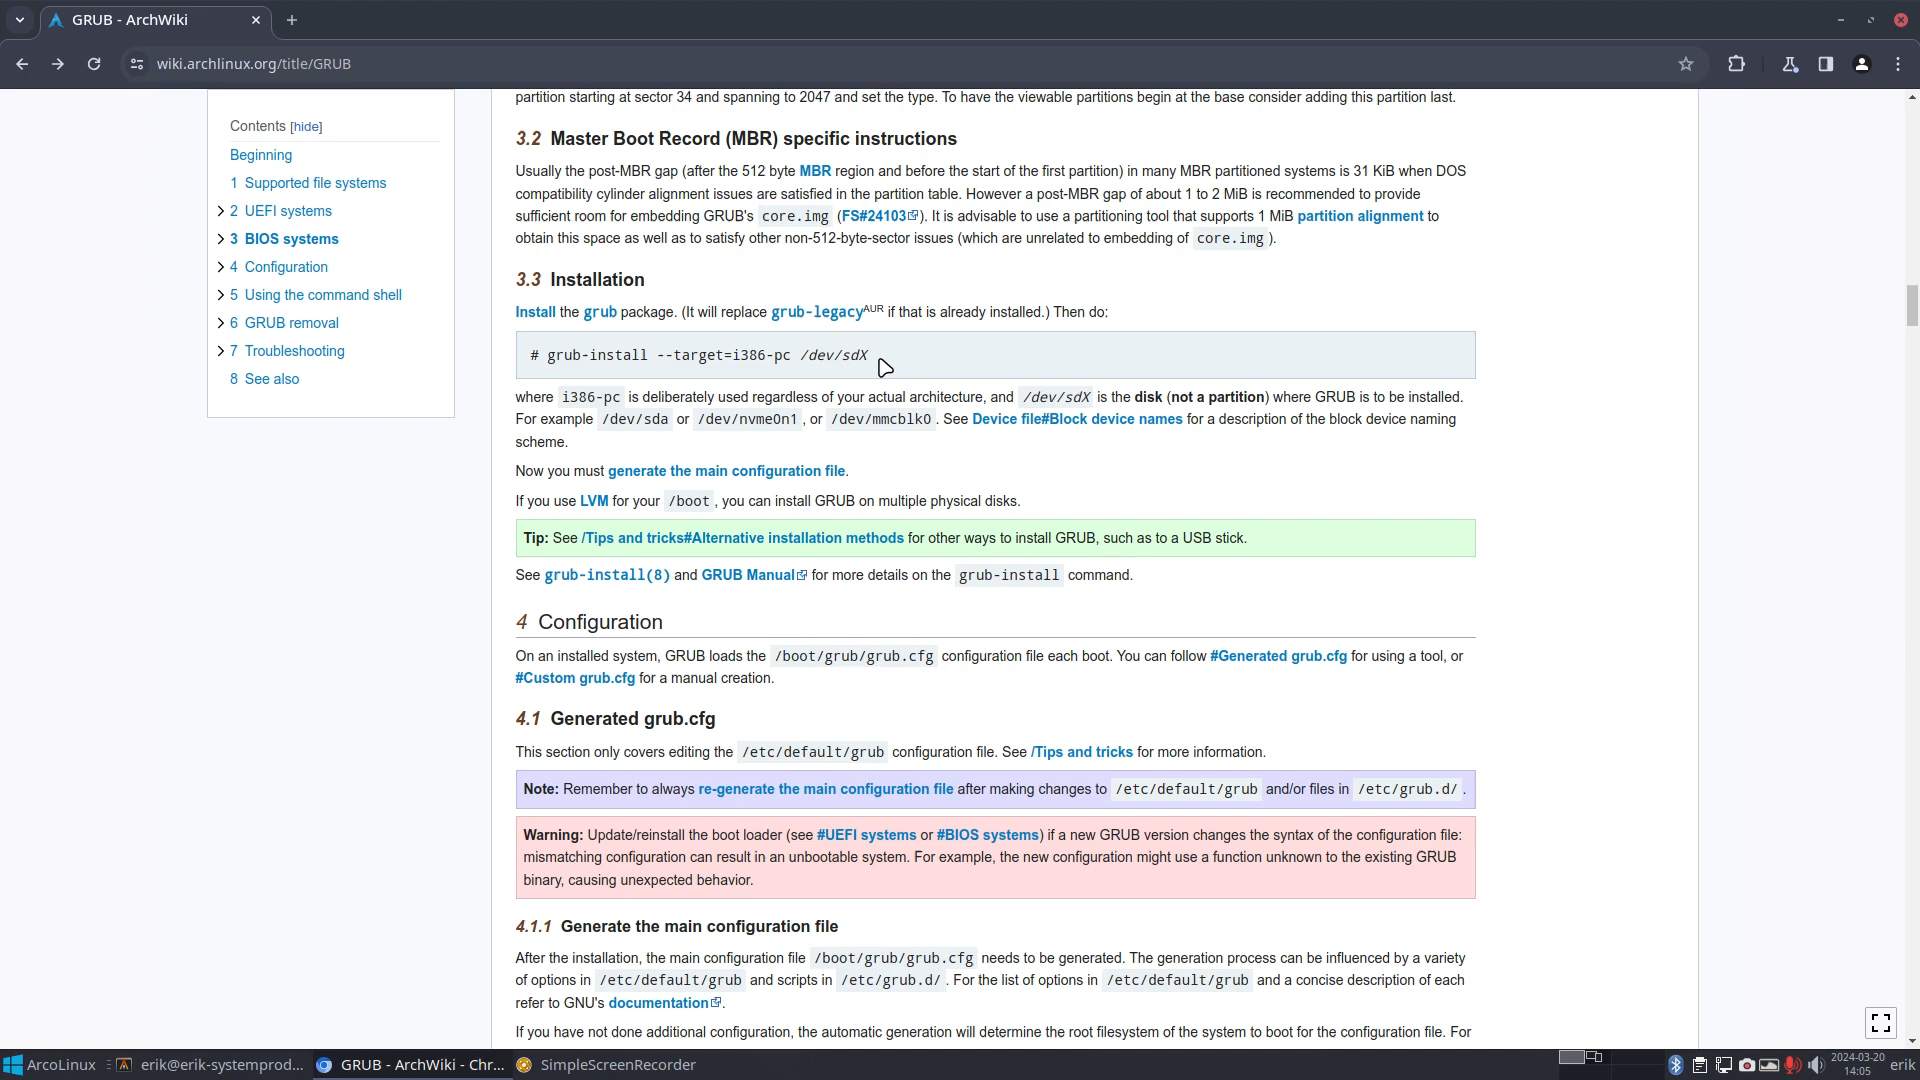 GRUB - ArchWiki
wiki.archlinux.org/title/GRUB
Contents [hide]
Beginning
1 Supported file systems
2 UEFI systems
3 BIOS systems
4 Configuration
5 Using the command shell
6 GRUB removal
7 Troubleshooting
8 See also
partition starting at sector 34 and spanning to 2047 and set the type. To have the viewable partitions begin at the base consider adding this partition last.
3.2 Master Boot Record (MBR) specific instructions
Usually the post-MBR gap (after the 512 byte MBR region and before the start of the first partition) in many MBR partitioned systems is 31 KiB when DOS
compatibility cylinder alignment issues are satisfied in the partition table. However a post-MBR gap of about 1 to 2 MiB is recommended to provide
sufficient room for embedding GRUB's core.img (FS#24103). It is advisable to use a partitioning tool that supports 1 MiB partition alignment to
obtain this space as well as to satisfy other non-512-byte-sector issues (which are unrelated to embedding of core.img ).
3.3 Installation
Install the grub package. (It will replace grub-legacyAUR if that is already installed.) Then do:
# grub-install --target=i386-pc /dev/sdX
where i386-pc is deliberately used regardless of your actual architecture, and /dev/sdX is the disk (not a partition) where GRUB is to be installed.
For example /dev/sda or /dev/nvme0n1 , or /dev/mmcblk0 . See Device file#Block device names for a description of the block device naming
scheme.
Now you must generate the main configuration file.
If you use LVM for your /boot , you can install GRUB on multiple physical disks.
Tip: See /Tips and tricks#Alternative installation methods for other ways to install GRUB, such as to a USB stick.
See grub-install(8) and GRUB Manual for more details on the grub-install command.
4 Configuration
On an installed system, GRUB loads the /boot/grub/grub.cfg configuration file each boot. You can follow #Generated grub.cfg for using a tool, or
#Custom grub.cfg for a manual creation.
4.1 Generated grub.cfg
This section only covers editing the /etc/default/grub configuration file. See /Tips and tricks for more information.
Note: Remember to always re-generate the main configuration file after making changes to /etc/default/grub and/or files in /etc/grub.d/ .
Warning: Update/reinstall the boot loader (see #UEFI systems or #BIOS systems) if a new GRUB version changes the syntax of the configuration file:
mismatching configuration can result in an unbootable system. For example, the new configuration might use a function unknown to the existing GRUB
binary, causing unexpected behavior.
4.1.1 Generate the main configuration file
After the installation, the main configuration file /boot/grub/grub.cfg needs to be generated. The generation process can be influenced by a variety
of options in /etc/default/grub and scripts in /etc/grub.d/ . For the list of options in /etc/default/grub and a concise description of each
refer to GNU's documentation.
If you have not done additional configuration, the automatic generation will determine the root filesystem of the system to boot for the configuration file. For
ArcoLinux erik@erik-systemprod... GRUB - ArchWiki - Chr... SimpleScreenRecorder
2024-03-20
14:05
erik